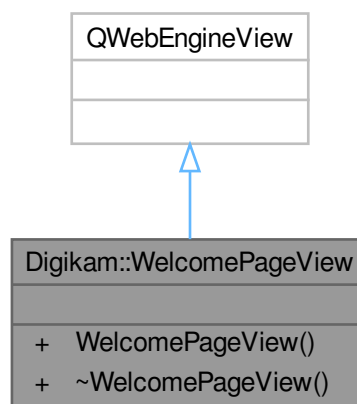 QWebEngineView
Digikam::WelcomePageView
+ WelcomePageView()
+ ~WelcomePageView()